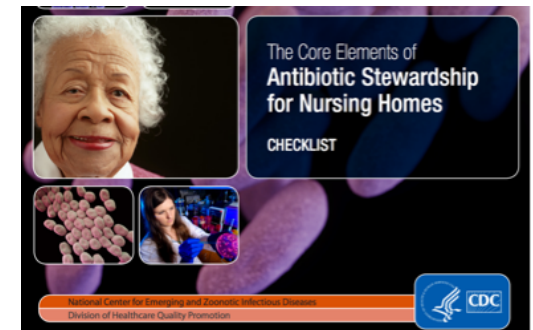 The Core Elements of
Antibiotic Stewardship
for Nursing Homes
CHECKLIST
National Center for Emerging and Zoonotic Infectious Diseases
Division of Healthcare Quality Promotion
CDC